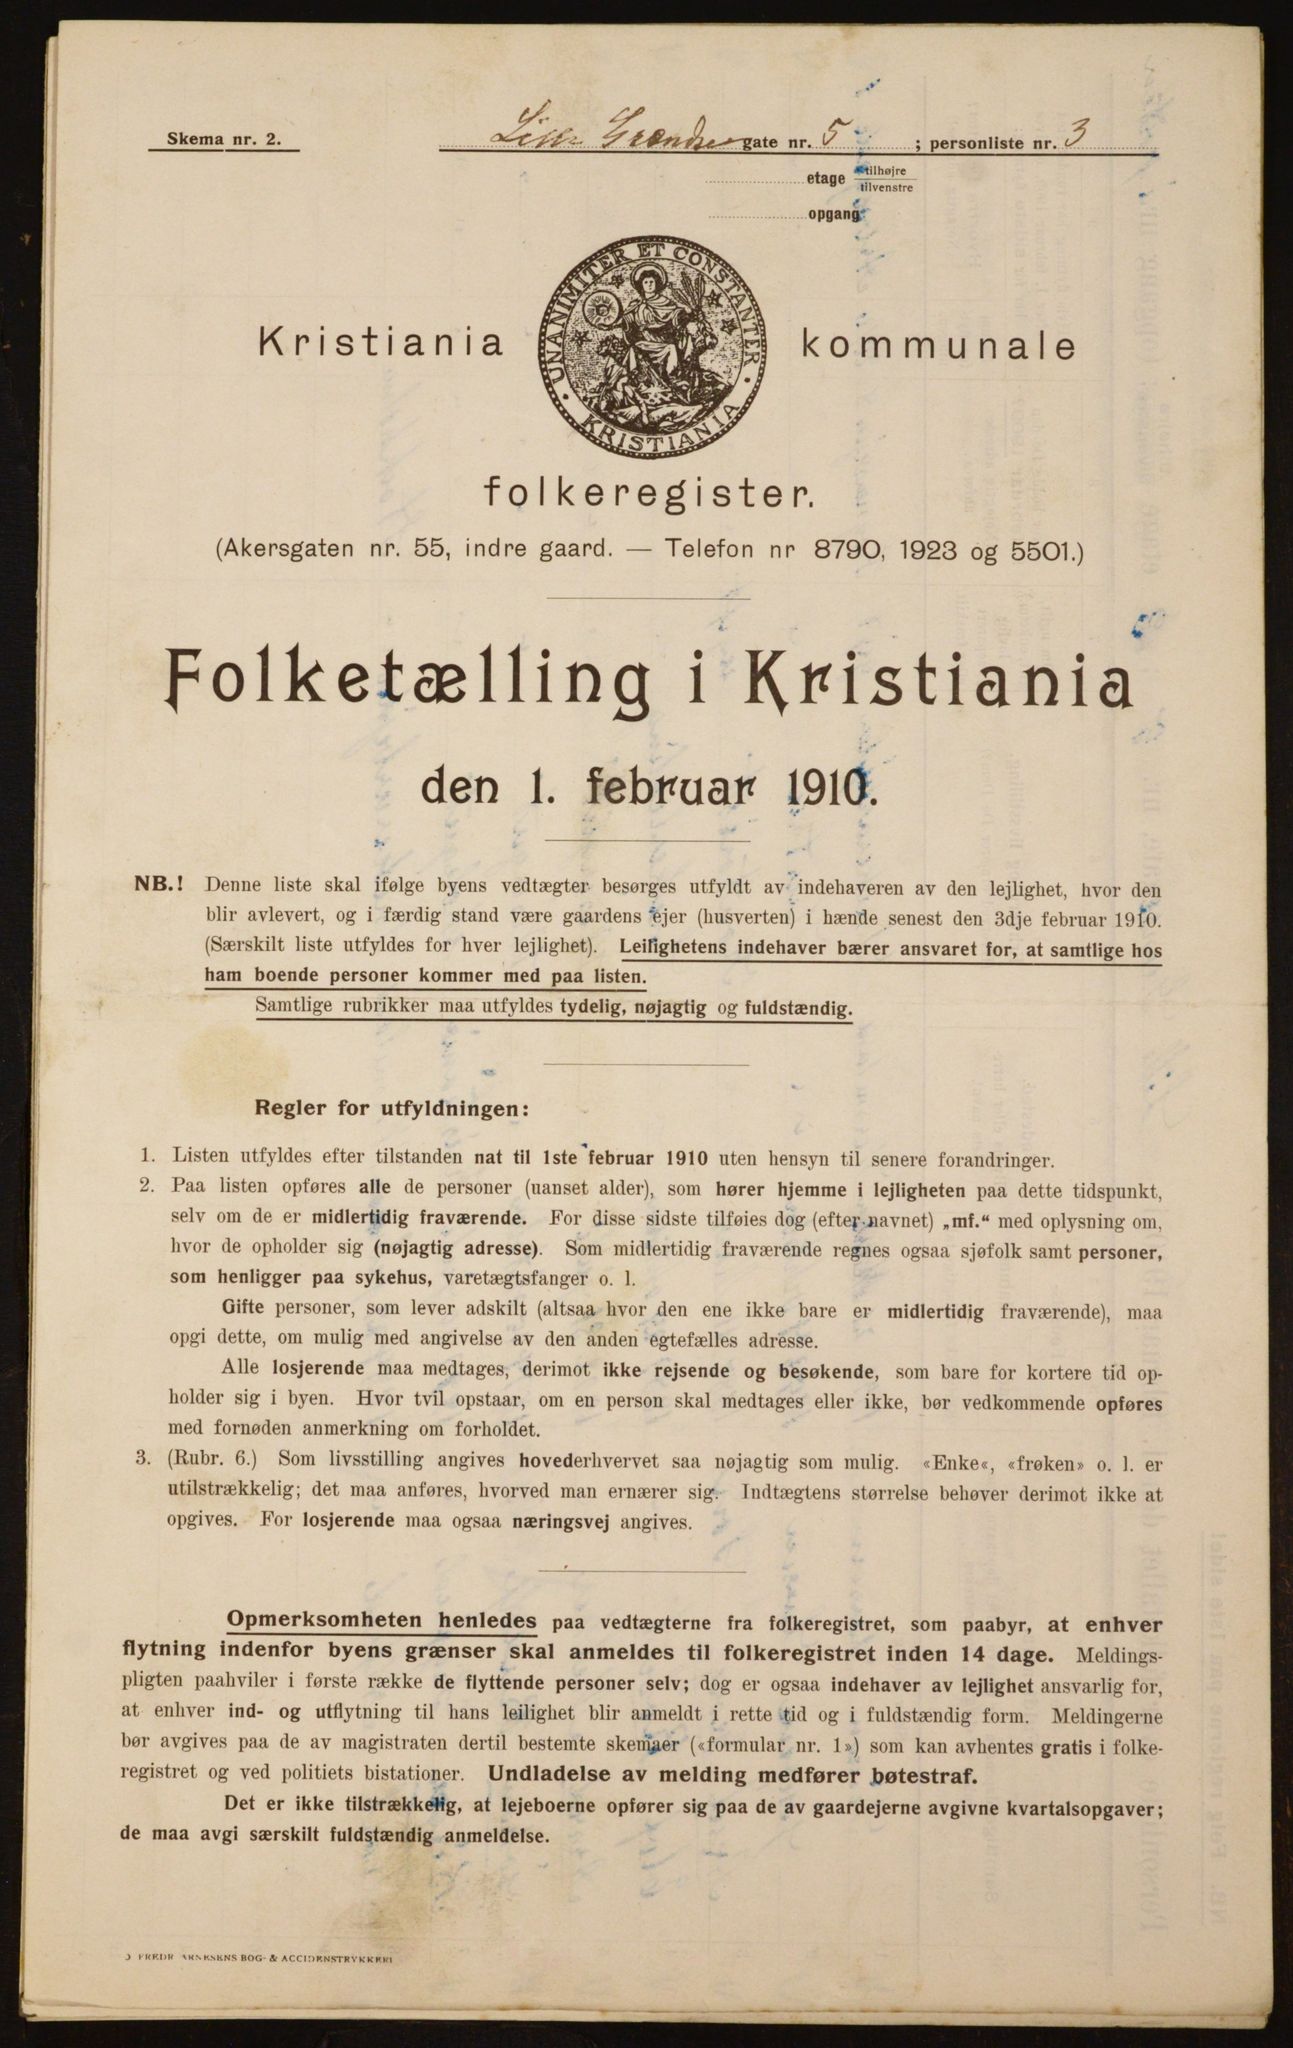 Skema nr. 2.
Lille Grændse gate nr. 5 ; personliste nr. 3
etage tilhøjre
tilvenstre
opgang
UNANIMITER ET CONSTANTER
KRISTIANIA
Kristiania kommunale
folkeregister.
(Akersgaten nr. 55, indre gaard. — Telefon nr 8790, 1923 og 5501.)
Folketælling i Kristiania
den 1. februar 1910.
NB.! Denne liste skal ifølge byens vedtægter besørges utfyldt av indehaveren av den lejlighet, hvor den
blir avlevert, og i færdig stand være gaardens ejer (husverten) i hænde senest den 3dje februar 1910.
(Særskilt liste utfyldes for hver lejlighet). Leilighetens indehaver bærer ansvaret for, at samtlige hos
ham boende personer kommer med paa listen.
Samtlige rubrikker maa utfyldes tydelig, nøjagtig og fuldstændig.
Regler for utfyldningen:
1. Listen utfyldes efter tilstanden nat til 1ste februar 1910 uten hensyn til senere forandringer.
2. Paa listen opføres alle de personer (uanset alder), som hører hjemme i lejligheten paa dette tidspunkt,
selv om de er midlertidig fraværende. For disse sidste tilføies dog (efter navnet) „mf.“ med oplysning om,
hvor de opholder sig (nøjagtig adresse). Som midlertidig fraværende regnes ogsaa sjøfolk samt personer,
som henligger paa sykehus, varetægtsfanger o. l.
Gifte personer, som lever adskilt (altsaa hvor den ene ikke bare er midlertidig fraværende), maa
opgi dette, om mulig med angivelse av den anden egtefælles adresse.
Alle losjerende maa medtages, derimot ikke rejsende og besøkende, som bare for kortere tid op-
holder sig i byen. Hvor tvil opstaar, om en person skal medtages eller ikke, bør vedkommende opføres
med fornøden anmerkning om forholdet.
3. (Rubr. 6.) Som livsstilling angives hovederhvervet saa nøjagtig som mulig. «Enke«, «frøken» o. l. er
utilstrækkelig; det maa anføres, hvorved man ernærer sig. Indtægtens størrelse behøver derimot ikke at
opgives. For losjerende maa ogsaa næringsvej angives.
Opmerksomheten henledes paa vedtægterne fra folkeregistret, som paabyr, at enhver
flytning indenfor byens grænser skal anmeldes til folkeregistret inden 14 dage. Meldings-
pligten paahviler i første række de flyttende personer selv; dog er ogsaa indehaver av lejlighet ansvarlig for,
at enhver ind- og utflytning til hans leilighet blir anmeldt i rette tid og i fuldstændig form. Meldingerne
bør avgives paa de av magistraten dertil bestemte skemaer («formular nr. 1») som kan avhentes gratis i folke-
registret og ved politiets bistationer. Undladelse av melding medfører bøtestraf.
Det er ikke tilstrækkelig, at lejeboerne opfører sig paa de av gaardejerne avgivne kvartalsopgaver;
de maa avgi særskilt fuldstændig anmeldelse.
FREDR ARNESENS BOG- & ACCIDENSTRYKKERI